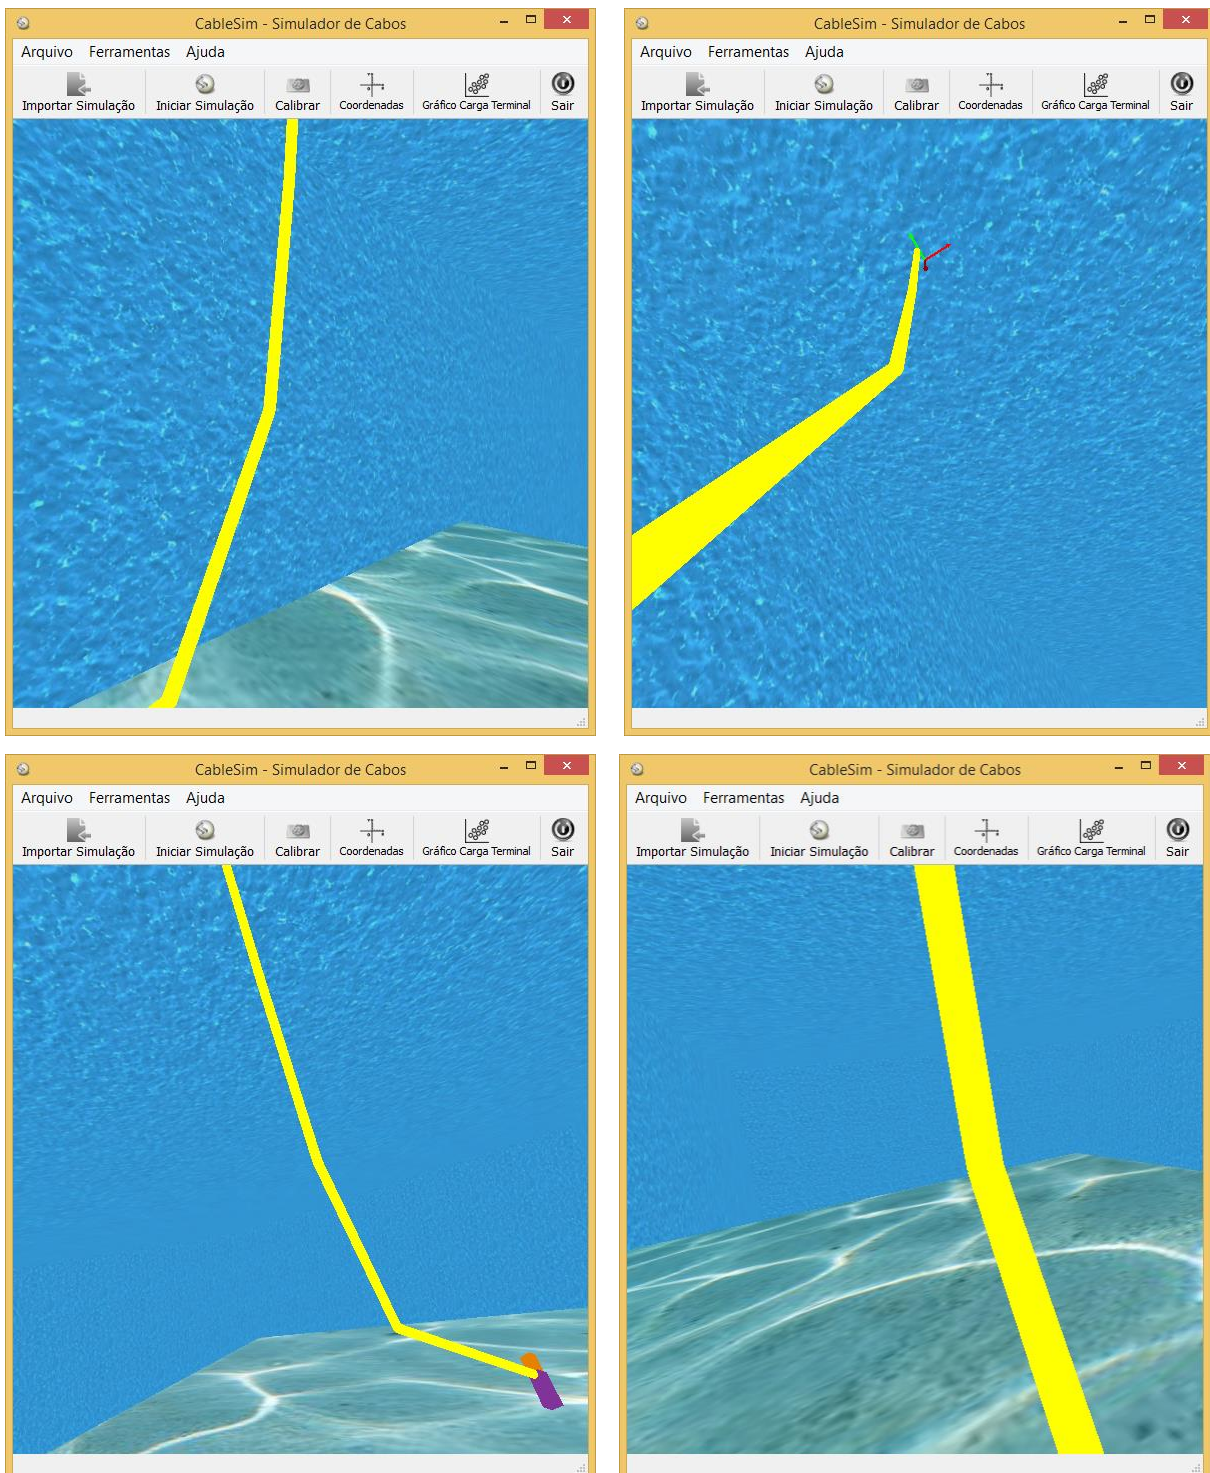 CableSim - Simulador de Cabos
Arquivo Ferramentas Ajuda
Importar Simulação Iniciar Simulação Calibrar Coordenadas Gráfico Carga Terminal Sair
CableSim - Simulador de Cabos
Arquivo Ferramentas Ajuda
Importar Simulação Iniciar Simulação Calibrar Coordenadas Gráfico Carga Terminal Sair
CableSim - Simulador de Cabos
Arquivo Ferramentas Ajuda
Importar Simulação Iniciar Simulação Calibrar Coordenadas Gráfico Carga Terminal Sair
CableSim - Simulador de Cabos
Arquivo Ferramentas Ajuda
Importar Simulação Iniciar Simulação Calibrar Coordenadas Gráfico Carga Terminal Sair